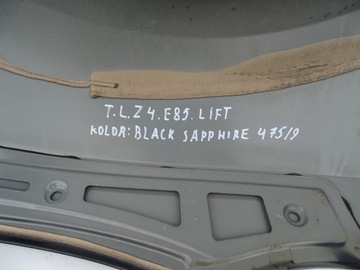 T.L.Z4.E85.LIFT
KOLOR: BLACK SAPPHIRE 475/9